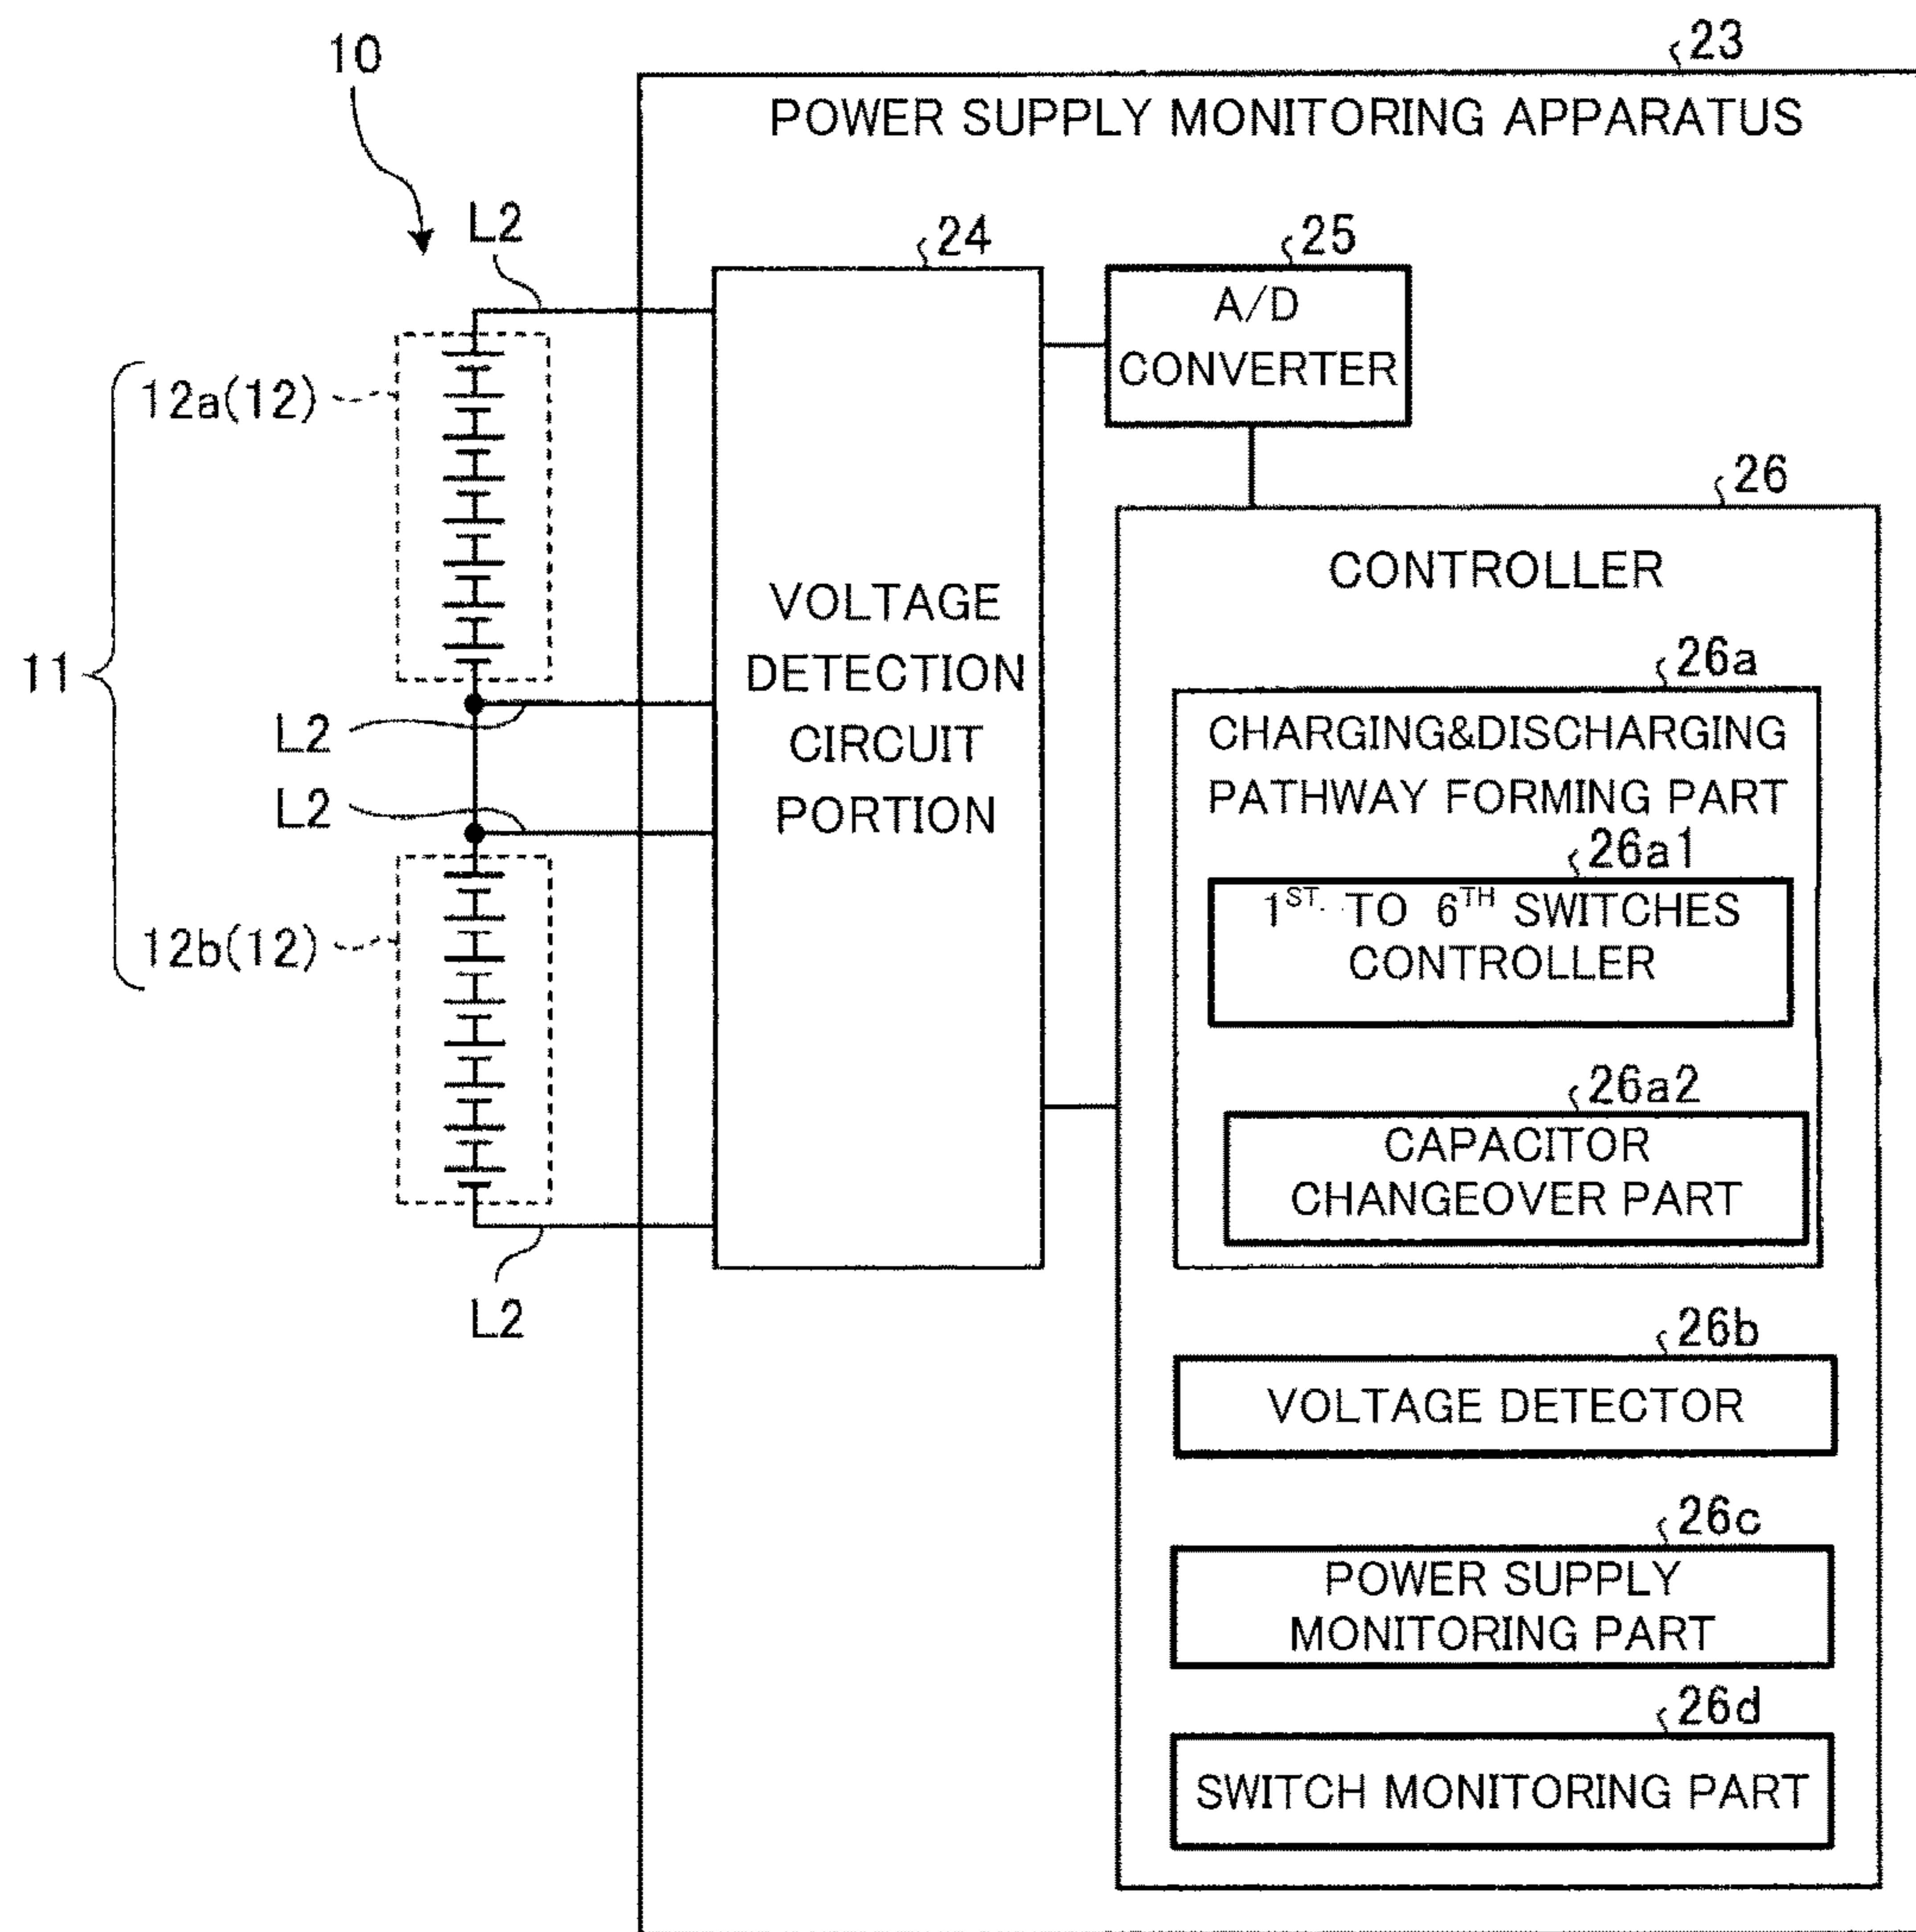 23
10
POWER SUPPLY MONITORING APPARATUS
L2
24
25
A/D
CONVERTER
12a(12)
26
CONTROLLER
VOLTAGE
DETECTION
CIRCUIT
PORTION
11
26a
CHARGING&DISCHARGING
PATHWAY FORMING PART
L2
L2
26a1
1ST. TO 6TH SWITCHES
CONTROLLER
12b(12)
26a2
CAPACITOR
CHANGEOVER PART
L2
26b
VOLTAGE DETECTOR
26c
POWER SUPPLY
MONITORING PART
26d
SWITCH MONITORING PART